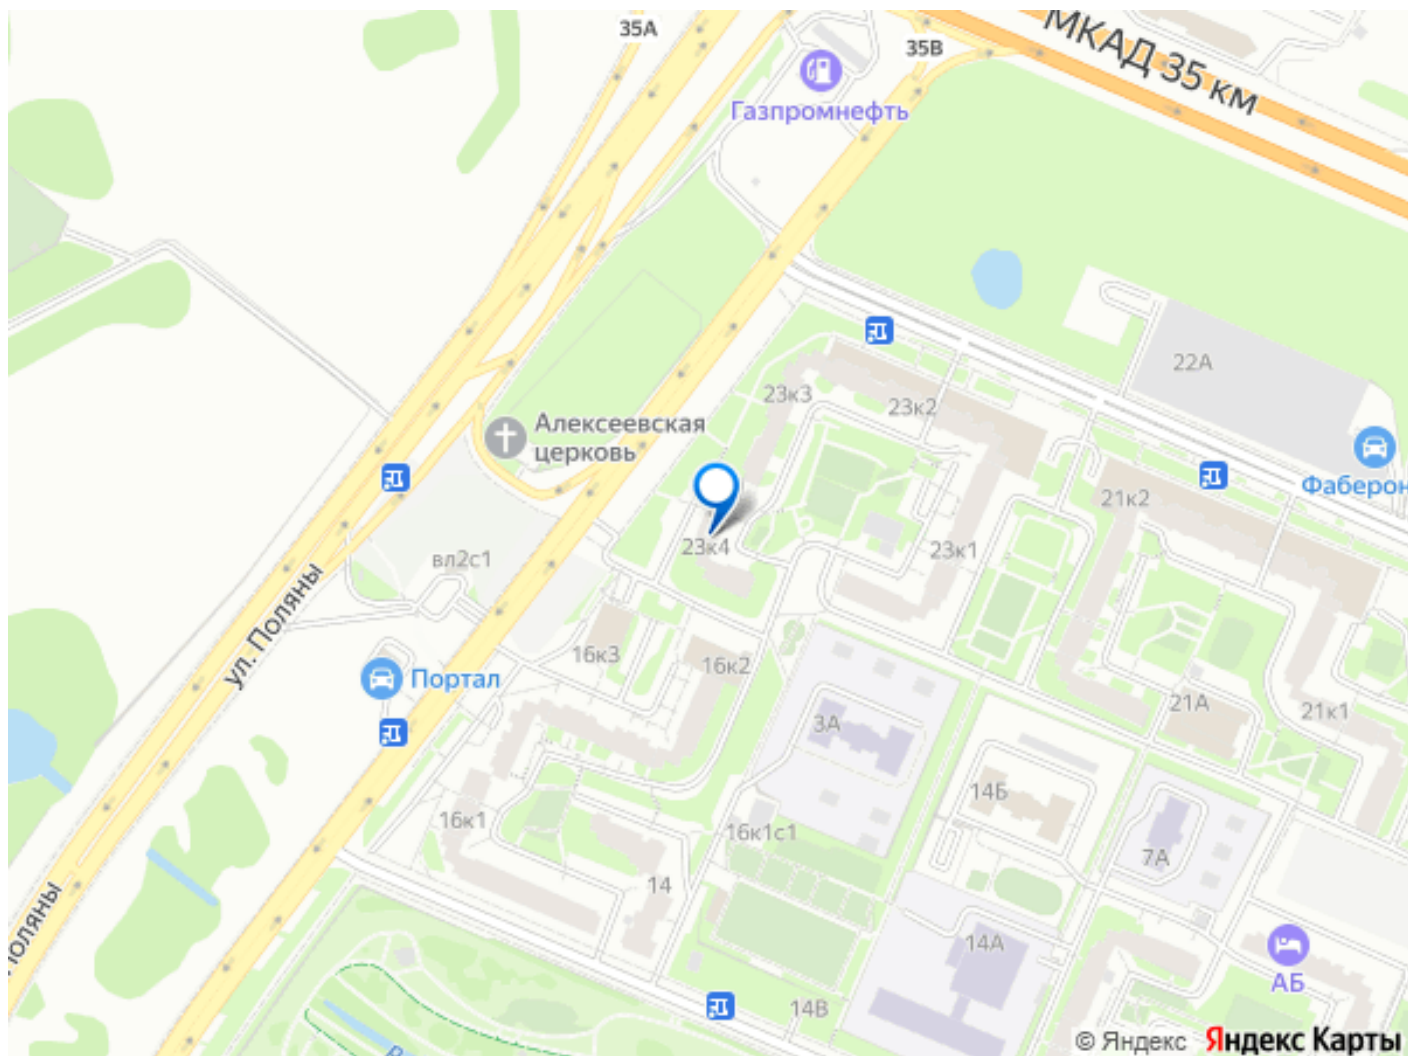 35А
35В
МКАД 35 км
Газпромнефть
22А
23к3
23к2
Алексеевская
церковь
Фаберон
21к2
23к4
23к1
вл2с1
ул. Поляны
16к3
16к2
Портал
21А
21к1
3А
14Б
16к1
16к1с1
7А
14
Поляны
14А
АБ
14В
© Яндекс Яндекс Карты